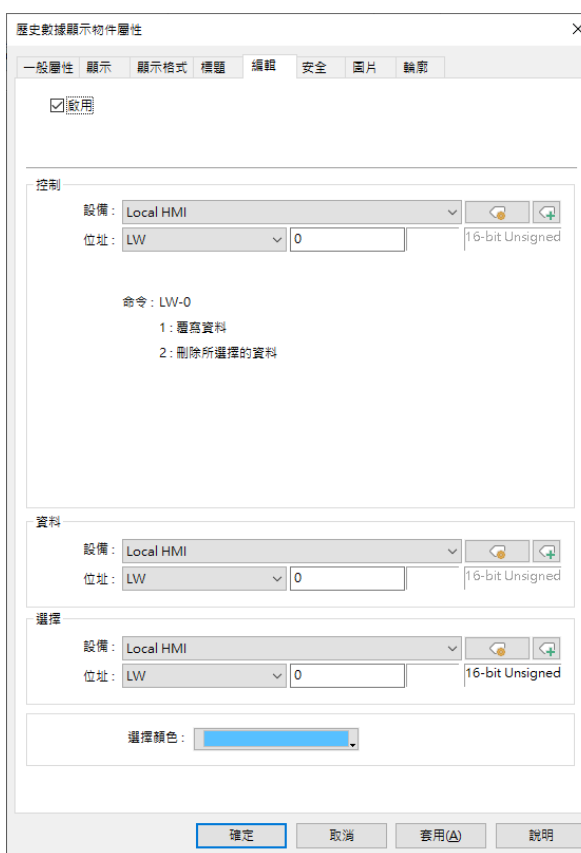 歷史數據顯示物件屬性
一般屬性 顯示 顯示格式 標題 編輯 安全 圖片 輪廓
啟用
控制
設備 : Local HMI
位址 : LW 0 16-bit Unsigned
命令 : LW-0
1 : 覆寫資料
2 : 刪除所選擇的資料
資料
設備 : Local HMI
位址 : LW 0 16-bit Unsigned
選擇
設備 : Local HMI
位址 : LW 0 16-bit Unsigned
選擇顏色 :
確定 取消 套用(A) 說明